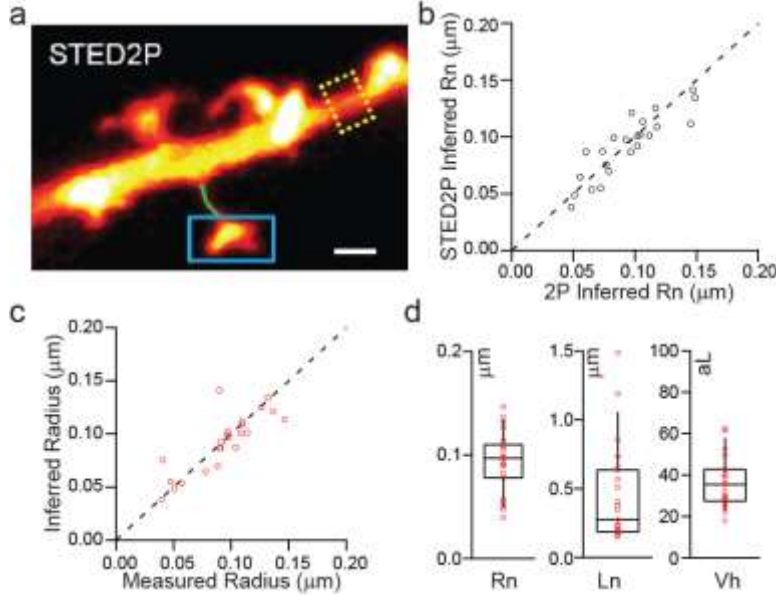 a
STED2P
b
STED2P Inferred Rn (μm)
0.20
0.15
0.10
0.05
0.00
0.00 0.05 0.10 0.15 0.20
2P Inferred Rn (μm)
c
Inferred Radius (μm)
0.20
0.15
0.10
0.05
0.00
0.00 0.05 0.10 0.15 0.20
Measured Radius (μm)
d
μm
0.2
0.1
0.0
Rn
μm
1.5
1.0
0.5
0.0
Ln
aL
100
80
60
40
20
0
Vh